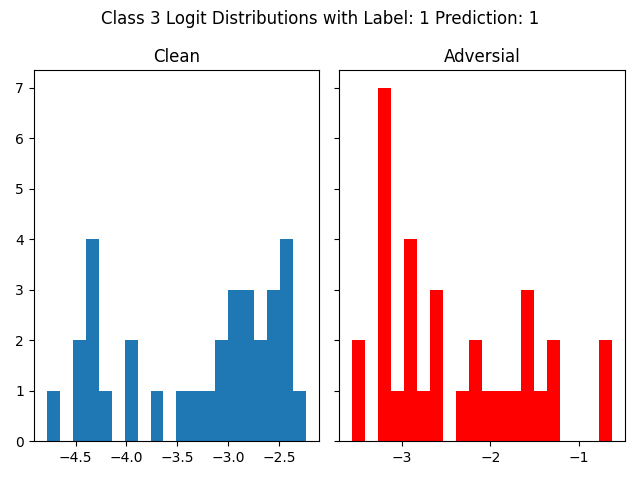 Class 3 Logit Distributions with Label: 1 Prediction: 1
Clean
Adversial
7
6
5
4
3
2
1
0
−4.5 −4.0 −3.5 −3.0 −2.5
−3 −2 −1